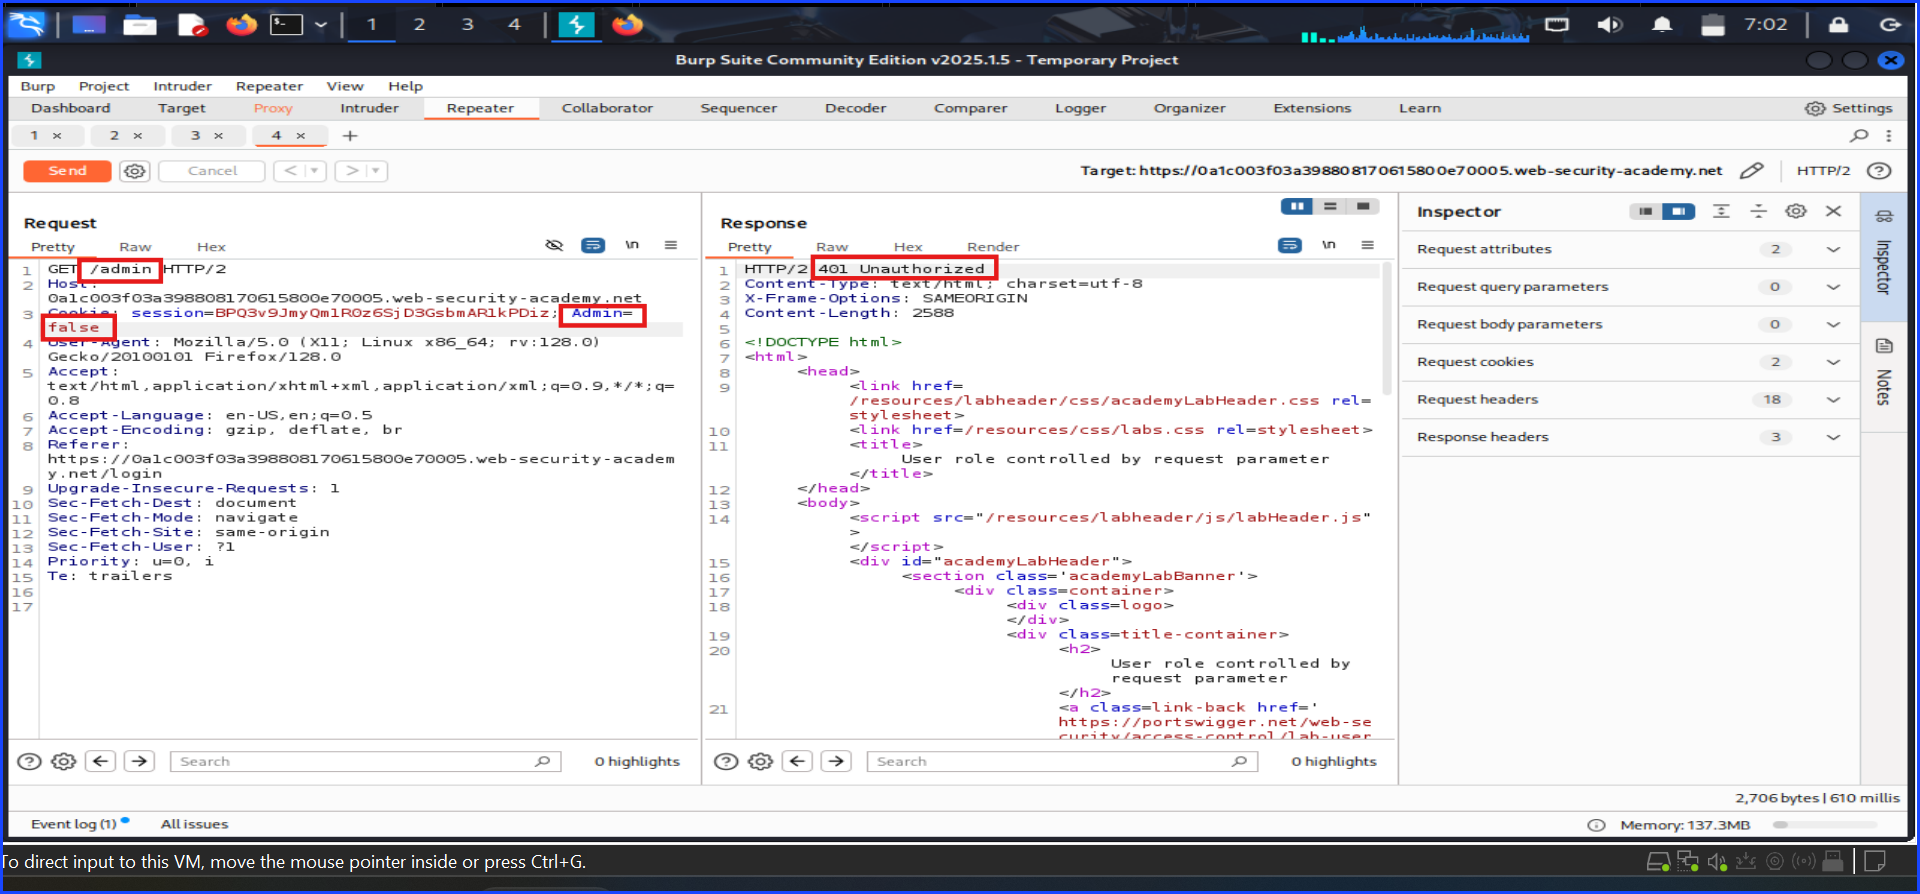 1 2 3 4 7:02
Burp Suite Community Edition v2025.1.5 - Temporary Project
Burp Project Intruder Repeater View Help
Dashboard Target Proxy Intruder Repeater Collaborator Sequencer Decoder Comparer Logger Organizer Extensions Learn Settings
1 × 2 × 3 × 4 × +
Send Cancel < > Target: https://0a1c003f03a398808170615800e70005.web-security-academy.net HTTP/2
Request
Pretty Raw Hex \n
1 GET /admin HTTP/2
2 Host:
0a1c003f03a398808170615800e70005.web-security-academy.net
3 Cookie: session=BPQ3v9JmyQm1R0z6SjD3GsbmARlkPDiz; Admin=
false
4 User-Agent: Mozilla/5.0 (X11; Linux x86_64; rv:128.0)
Gecko/20100101 Firefox/128.0
5 Accept:
text/html,application/xhtml+xml,application/xml;q=0.9,*/*;q=
0.8
6 Accept-Language: en-US,en;q=0.5
7 Accept-Encoding: gzip, deflate, br
8 Referer:
https://0a1c003f03a398808170615800e70005.web-security-academ
y.net/login
9 Upgrade-Insecure-Requests: 1
10 Sec-Fetch-Dest: document
11 Sec-Fetch-Mode: navigate
12 Sec-Fetch-Site: same-origin
13 Sec-Fetch-User: ?1
14 Priority: u=0, i
15 Te: trailers
16
17
Search 0 highlights
Response
Pretty Raw Hex Render \n
1 HTTP/2 401 Unauthorized
2 Content-Type: text/html; charset=utf-8
3 X-Frame-Options: SAMEORIGIN
4 Content-Length: 2588
5
6 <!DOCTYPE html>
7 <html>
8 <head>
9 <link href=
/resources/labheader/css/academyLabHeader.css rel=
stylesheet>
10 <link href=/resources/css/labs.css rel=stylesheet>
11 <title>
User role controlled by request parameter
</title>
12 </head>
13 <body>
14 <script src="/resources/labheader/js/labHeader.js"
>
</script>
15 <div id="academyLabHeader">
16 <section class='academyLabBanner'>
17 <div class=container>
18 <div class=logo>
</div>
19 <div class=title-container>
20 <h2>
User role controlled by
request parameter
</h2>
21 <a class=link-back href='
https://portswigger.net/web-se
curity/access-control/lab-user
Search 0 highlights
Inspector
Request attributes 2
Request query parameters 0
Request body parameters 0
Request cookies 2
Request headers 18
Response headers 3
Inspector
Notes
2,706 bytes | 610 millis
Event log (1) All issues Memory: 137.3MB
To direct input to this VM, move the mouse pointer inside or press Ctrl+G.